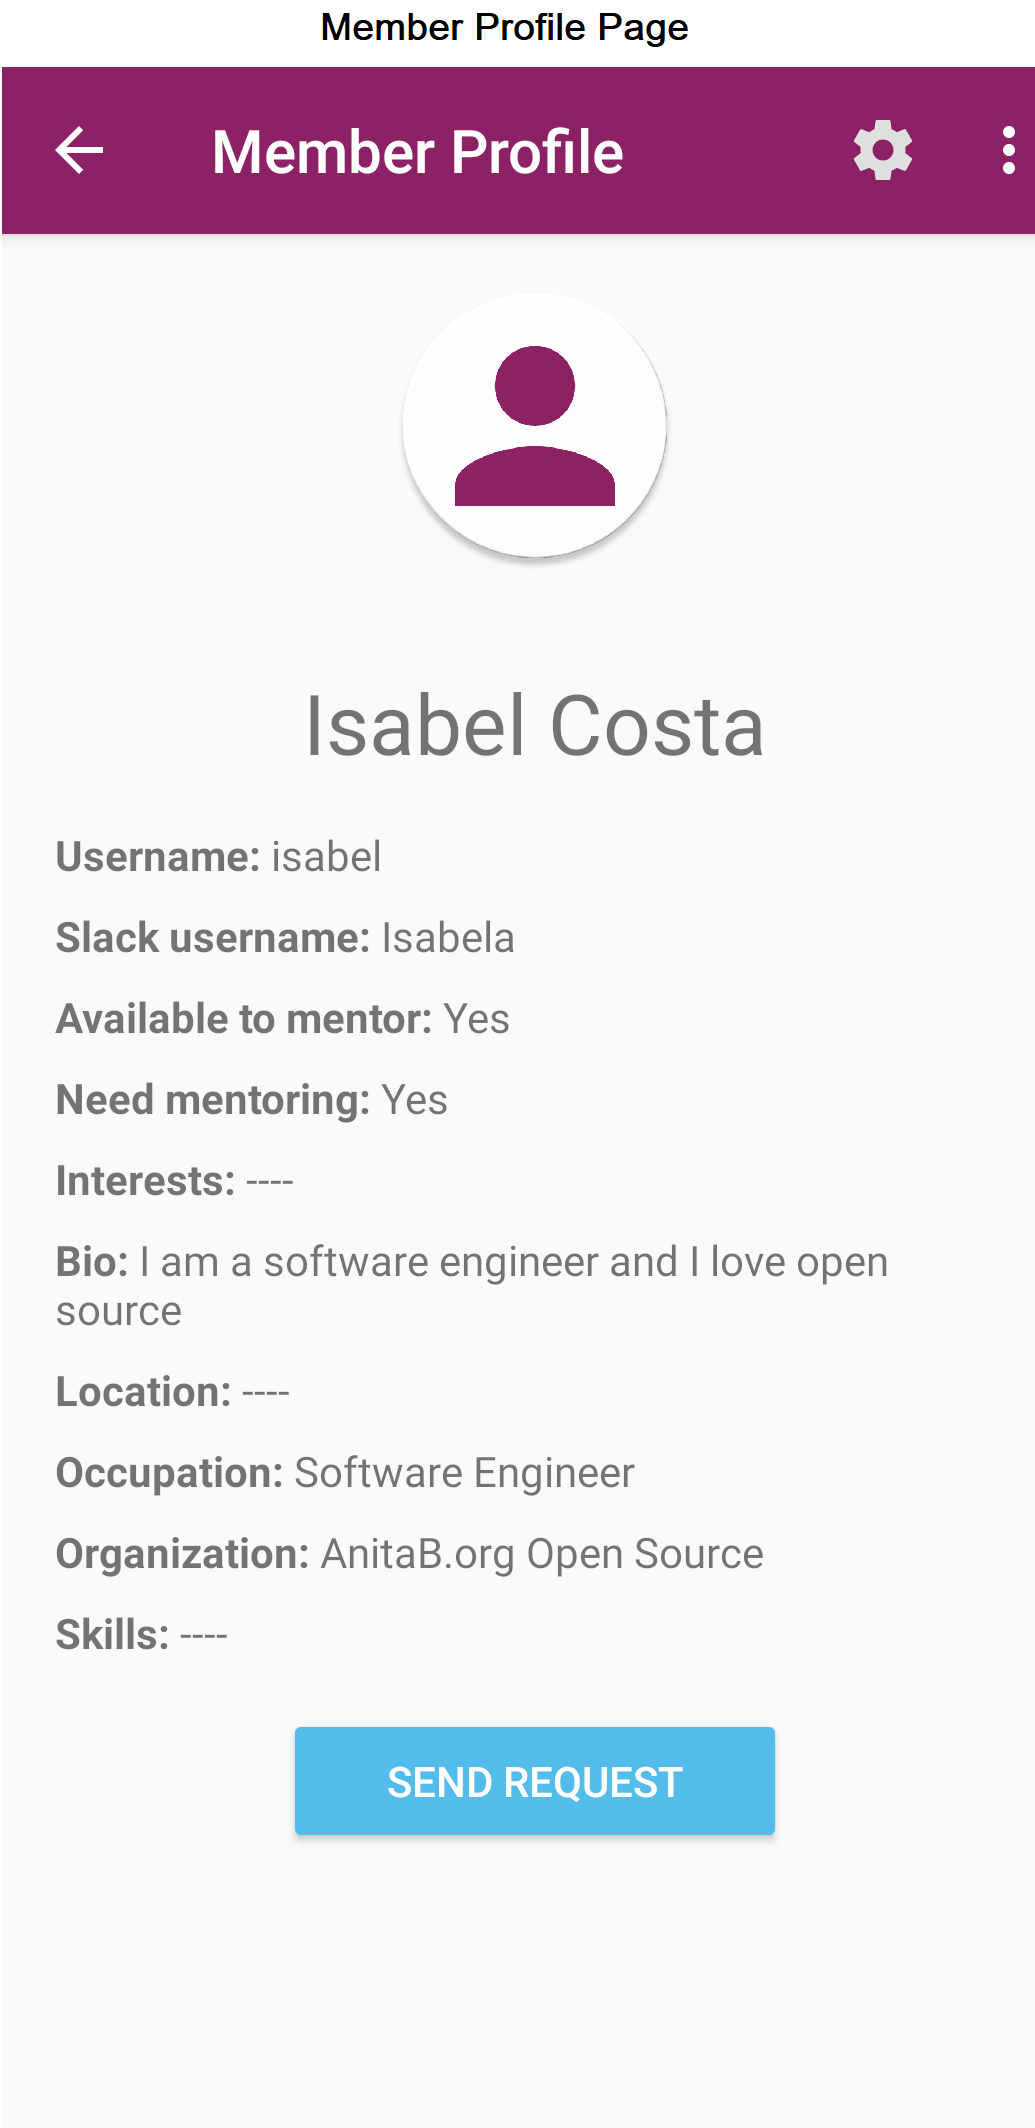 Member Profile Page
Member Profile
Isabel Costa
Username: isabel
Slack username: Isabela
Available to mentor: Yes
Need mentoring: Yes
Interests: ----
Bio: I am a software engineer and I love open
source
Location: ----
Occupation: Software Engineer
Organization: AnitaB.org Open Source
Skills: ----
SEND REQUEST